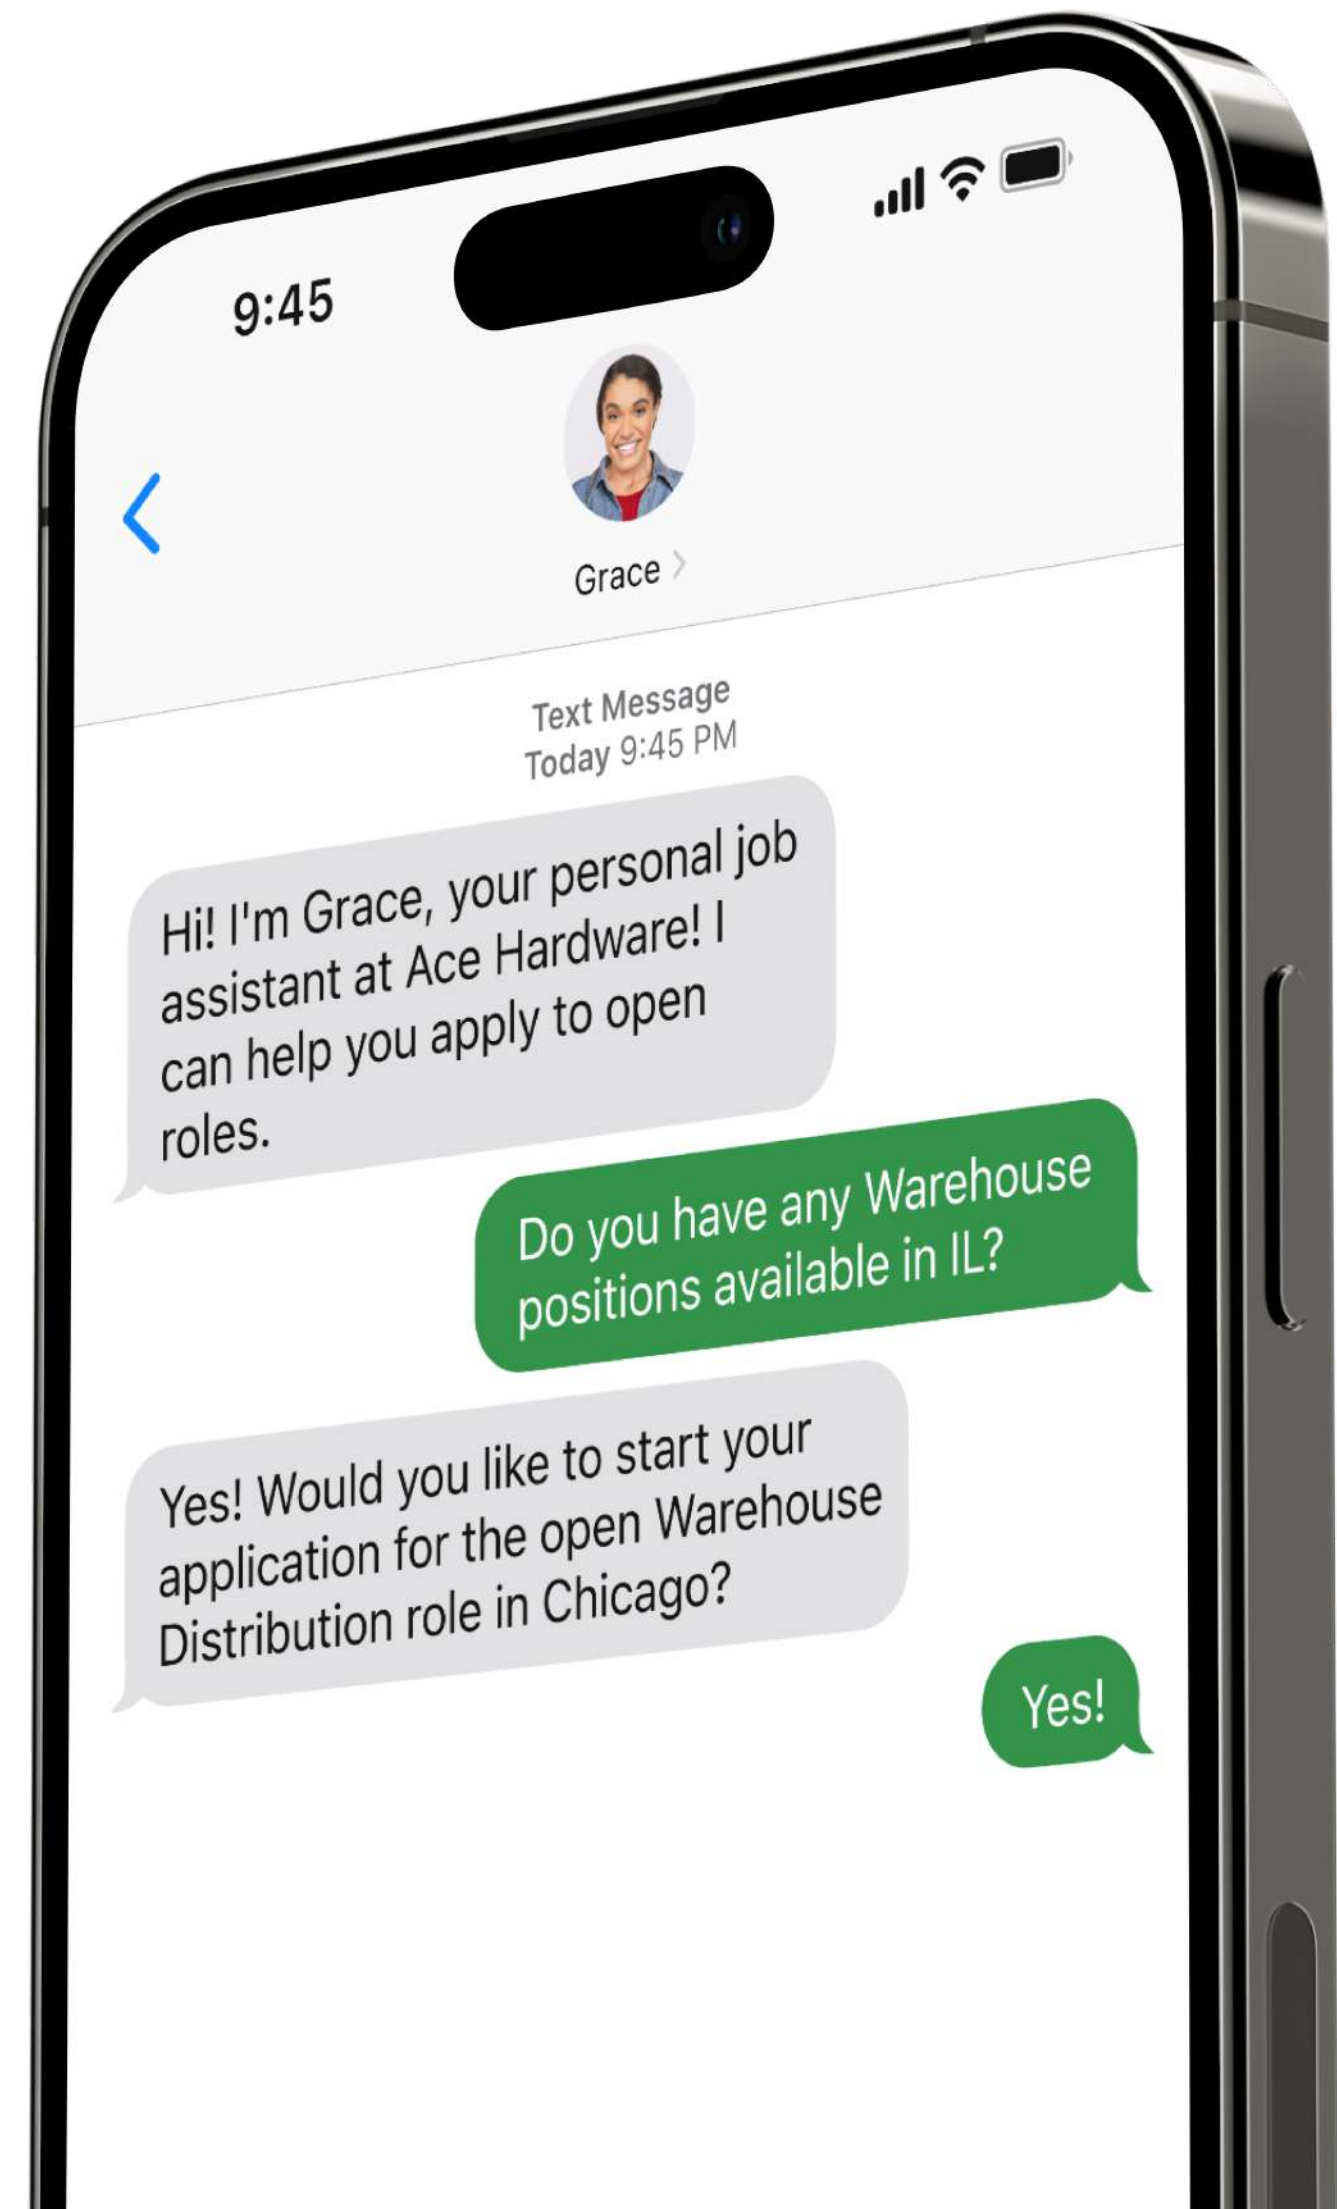 9:45
Grace
Text Message
Today 9:45 PM
Hi! I'm Grace, your personal job
assistant at Ace Hardware! I
can help you apply to open
roles.
Do you have any Warehouse
positions available in IL?
Yes! Would you like to start your
application for the open Warehouse
Distribution role in Chicago?
Yes!